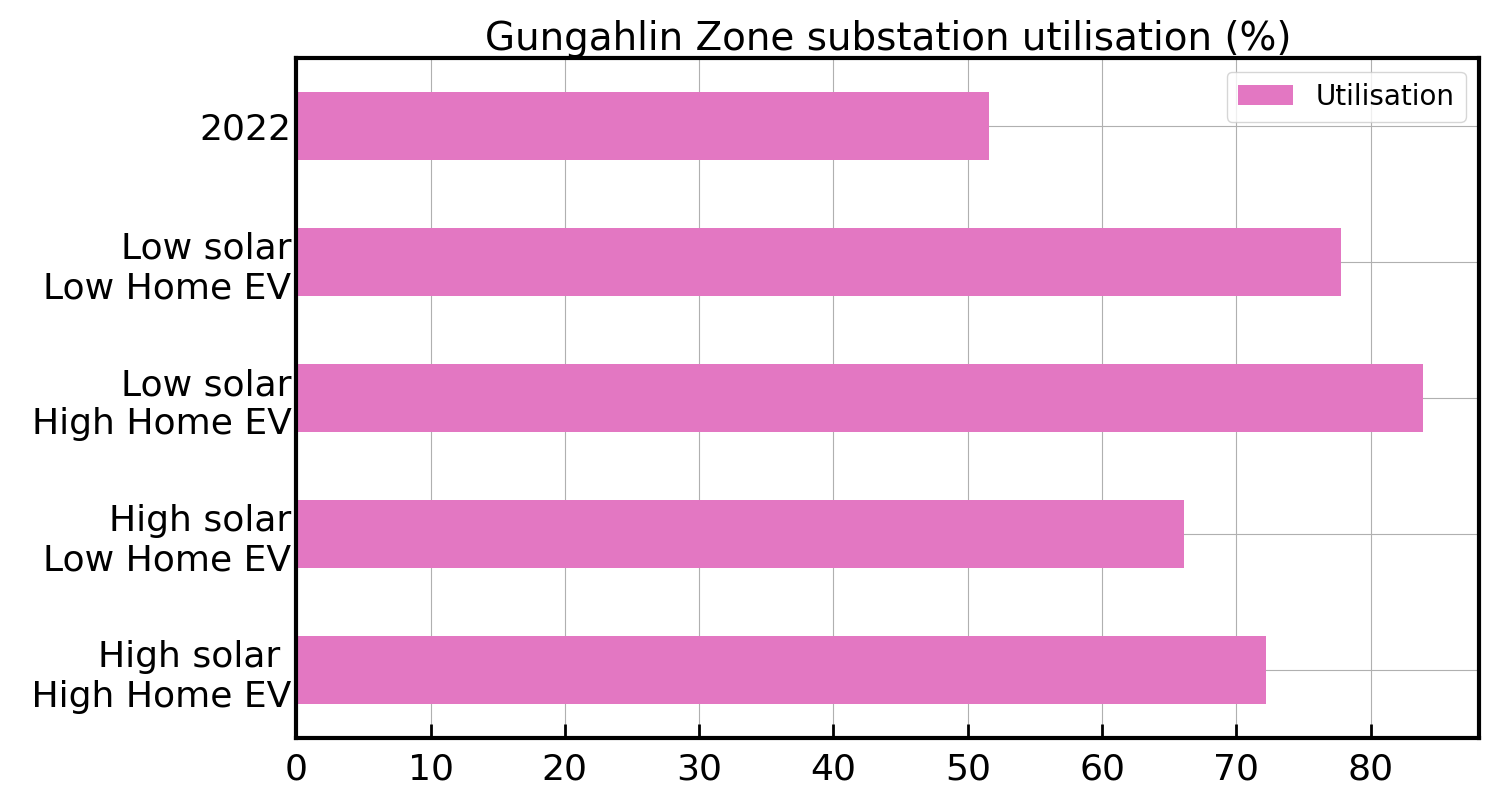 Gungahlin Zone substation utilisation (%)
Utilisation
2022
Low solar
Low Home EV
Low solar
High Home EV
High solar
Low Home EV
High solar
High Home EV
0 10 20 30 40 50 60 70 80